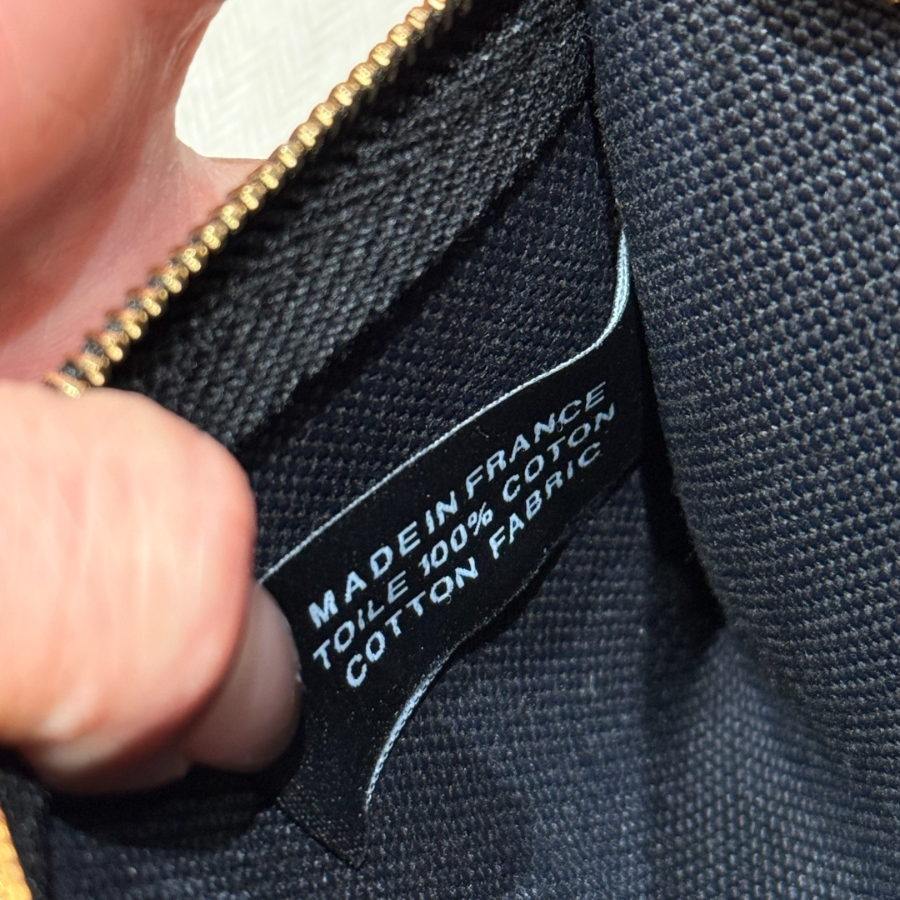 MADE IN FRANCE
TOILE 100% COTON
COTTON FABRIC